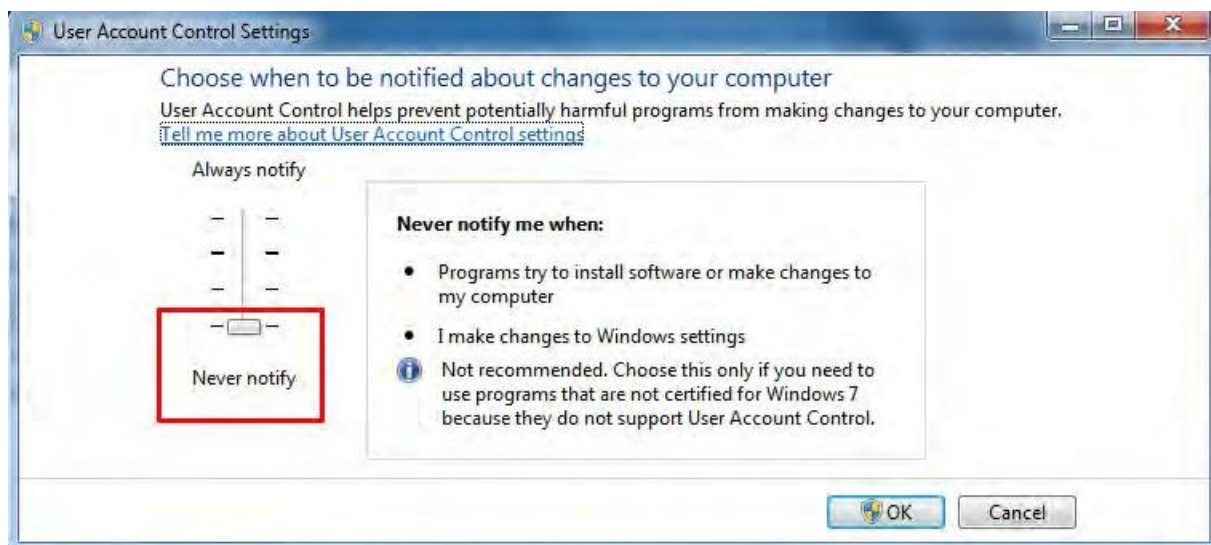 User Account Control Settings
Choose when to be notified about changes to your computer
User Account Control helps prevent potentially harmful programs from making changes to your computer.
Tell me more about User Account Control settings
Always notify
Never notify me when:
• Programs try to install software or make changes to
my computer
• I make changes to Windows settings
Not recommended. Choose this only if you need to
use programs that are not certified for Windows 7
because they do not support User Account Control.
Never notify
OK
Cancel